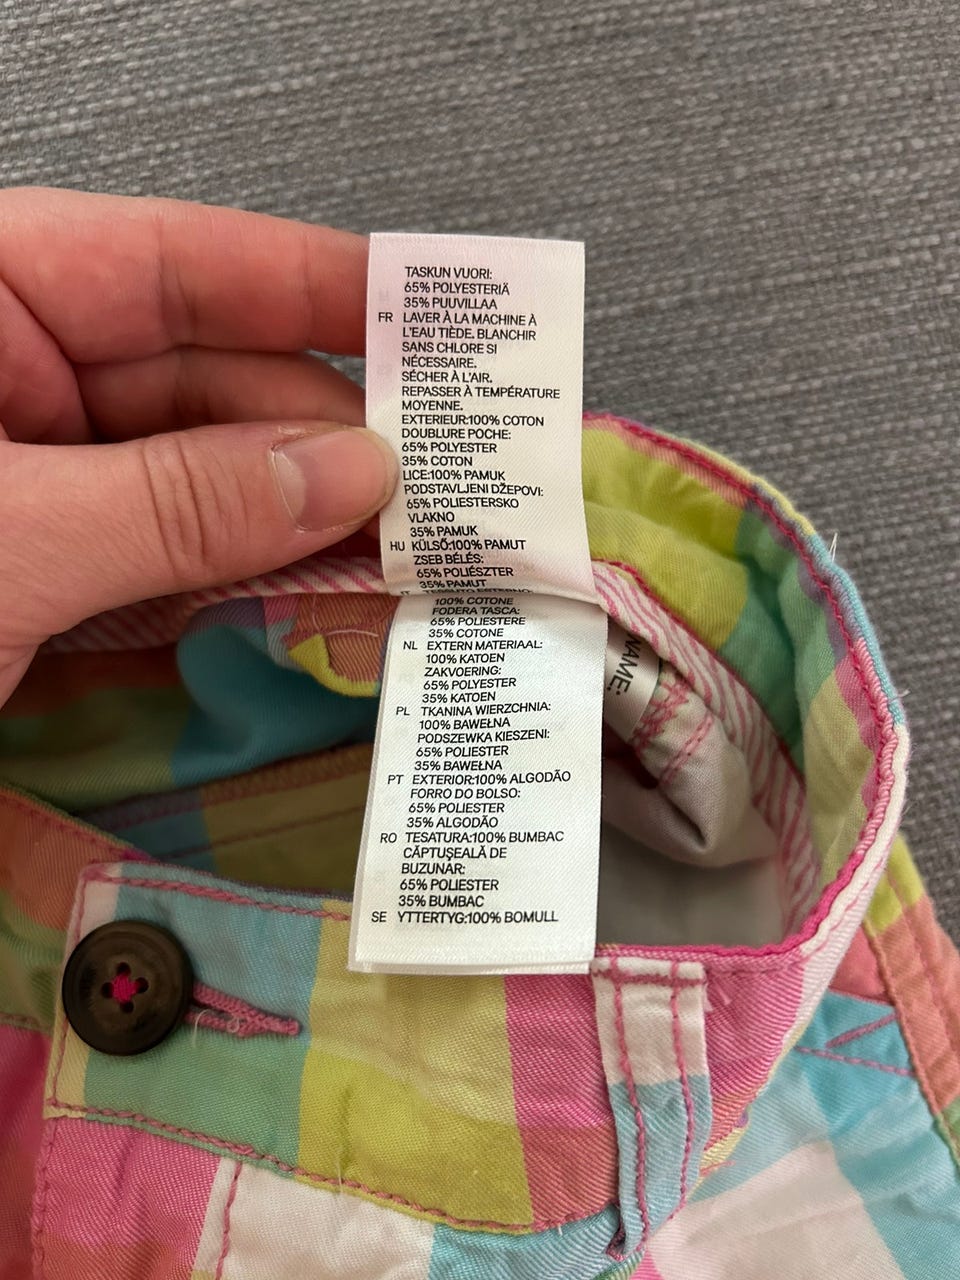 TASKUN VUORI:
65% POLYESTERIÄ
35% PUUVILLAA
FR LAVER À LA MACHINE À
L'EAU TIÈDE. BLANCHIR
SANS CHLORE SI
NÉCESSAIRE.
SÉCHER À L'AIR.
REPASSER À TEMPÉRATURE
MOYENNE.
EXTERIEUR:100% COTON
DOUBLURE POCHE:
65% POLYESTER
35% COTON
LICE:100% PAMUK
PODSTAVLJENI DŽEPOVI:
65% POLIESTERSKO
VLAKNO
35% PAMUK
HU KÜLSŐ:100% PAMUT
ZSEB BÉLÉS:
65% POLIÉSZTER
35% PAMUT
IT TESSUTO ESTERNO:
100% COTONE
FODERA TASCA:
65% POLIESTERE
35% COTONE
NL EXTERN MATERIAAL:
100% KATOEN
ZAKVOERING:
65% POLYESTER
35% KATOEN
PL TKANINA WIERZCHNIA:
100% BAWEŁNA
PODSZEWKA KIESZENI:
65% POLIESTER
35% BAWEŁNA
PT EXTERIOR:100% ALGODÃO
FORRO DO BOLSO:
65% POLIESTER
35% ALGODÃO
RO TESATURA:100% BUMBAC
CĂPTUŞEALĂ DE
BUZUNAR:
65% POLIESTER
35% BUMBAC
SE YTTERTYG:100% BOMULL
NAME: